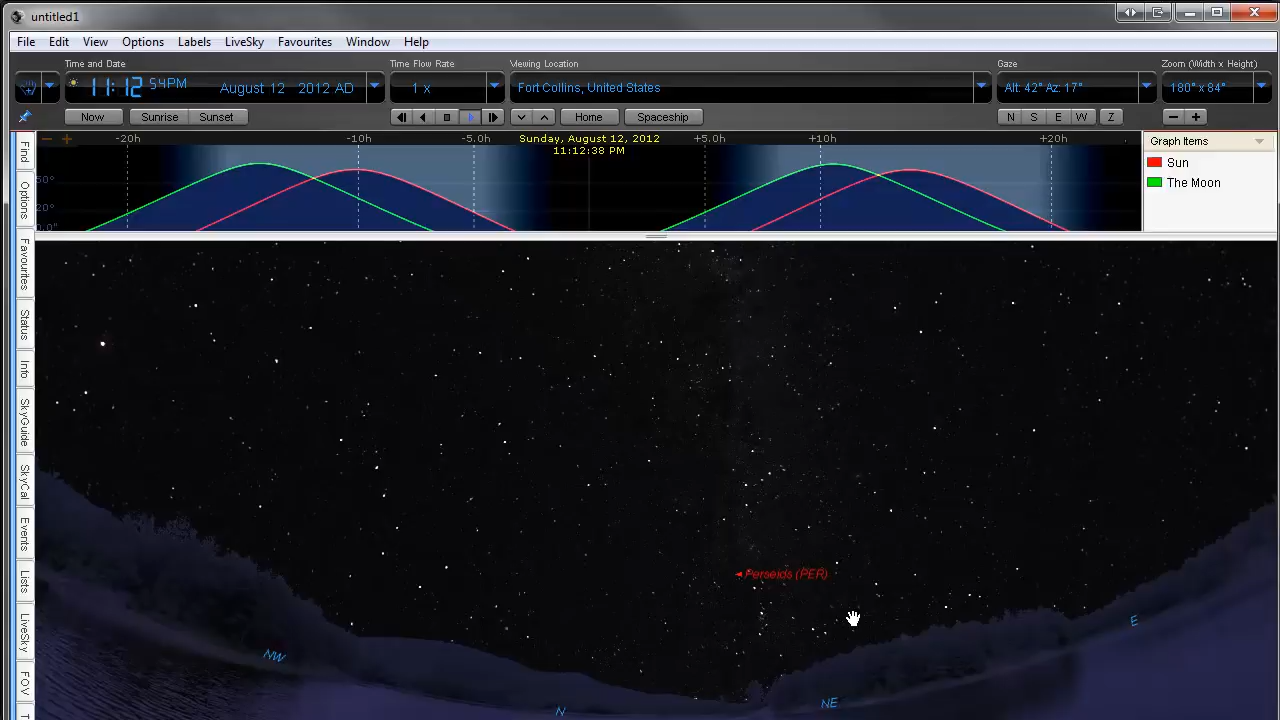 untitled1
File Edit View Options Labels LiveSky Favourites Window Help
Time and Date Time Flow Rate Viewing Location Gaze Zoom (Width x Height)
11:12 54PM August 12 2012 AD 1 x Fort Collins, United States Alt: 42° Az: 17° 180° x 84°
Now Sunrise Sunset Home Spaceship N S E W Z
-20h -10h -5.0h Sunday, August 12, 2012 +5.0h +10h +20h
11:12:38 PM
Graph Items
Sun
The Moon
20°
0.0°
Find
Options
Favourites
Status
Info
SkyGuide
SkyCal
Events
Lists
LiveSky
FOV
Perseids (PER)
NW
N
NE
E